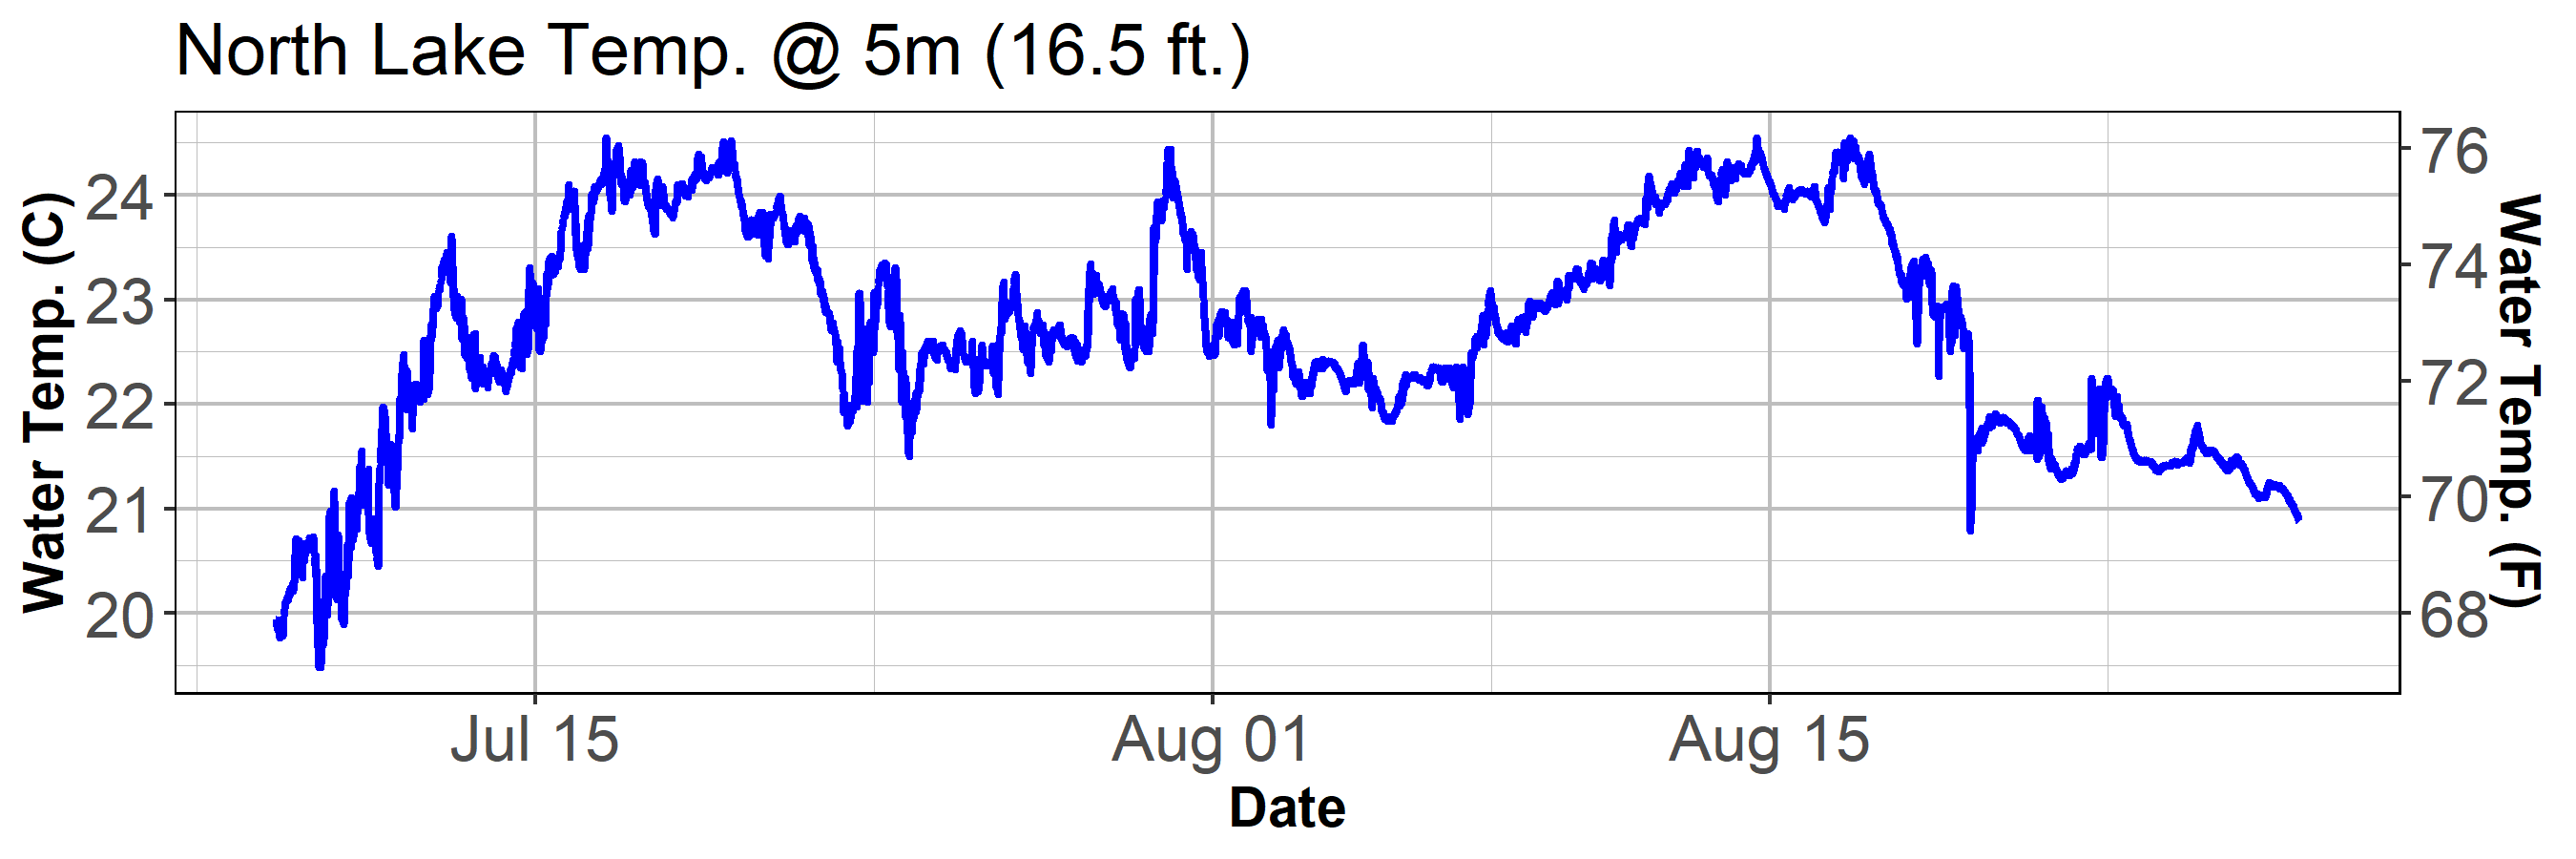 North Lake Temp. @ 5m (16.5 ft.)
Water Temp. (C)
24
23
22
21
20
76
74
72
70
68
Water Temp. (F)
Jul 15
Aug 01
Aug 15
Date